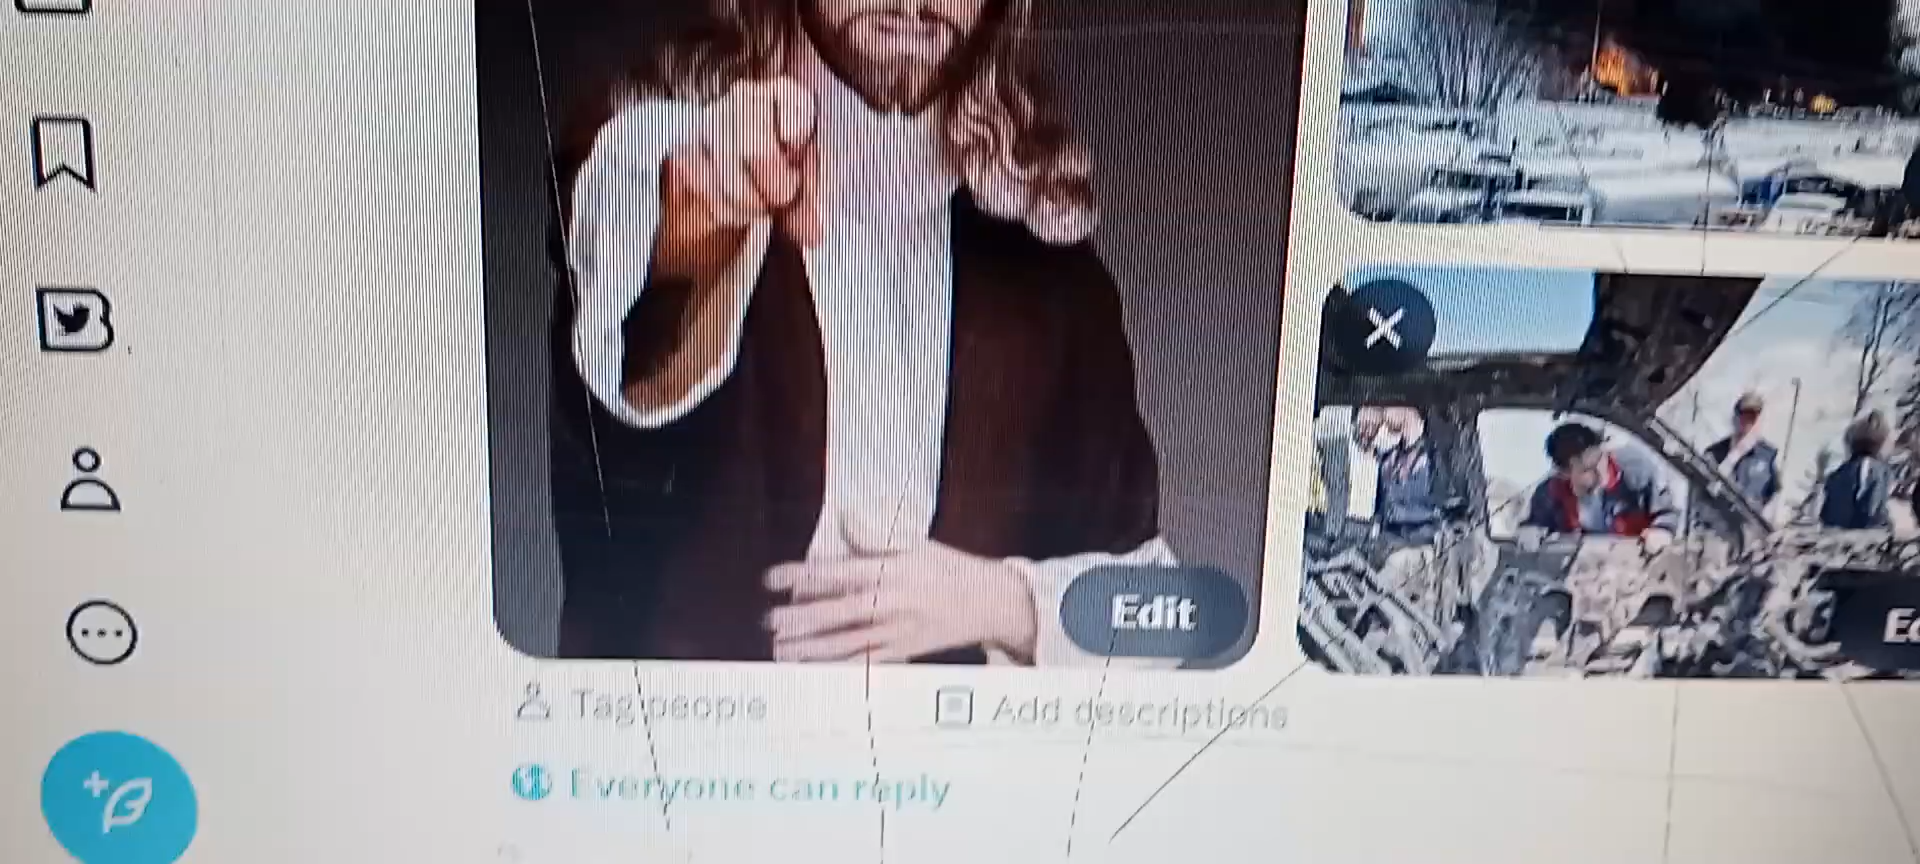 Edit
Tag people
Add descriptions
Everyone can reply